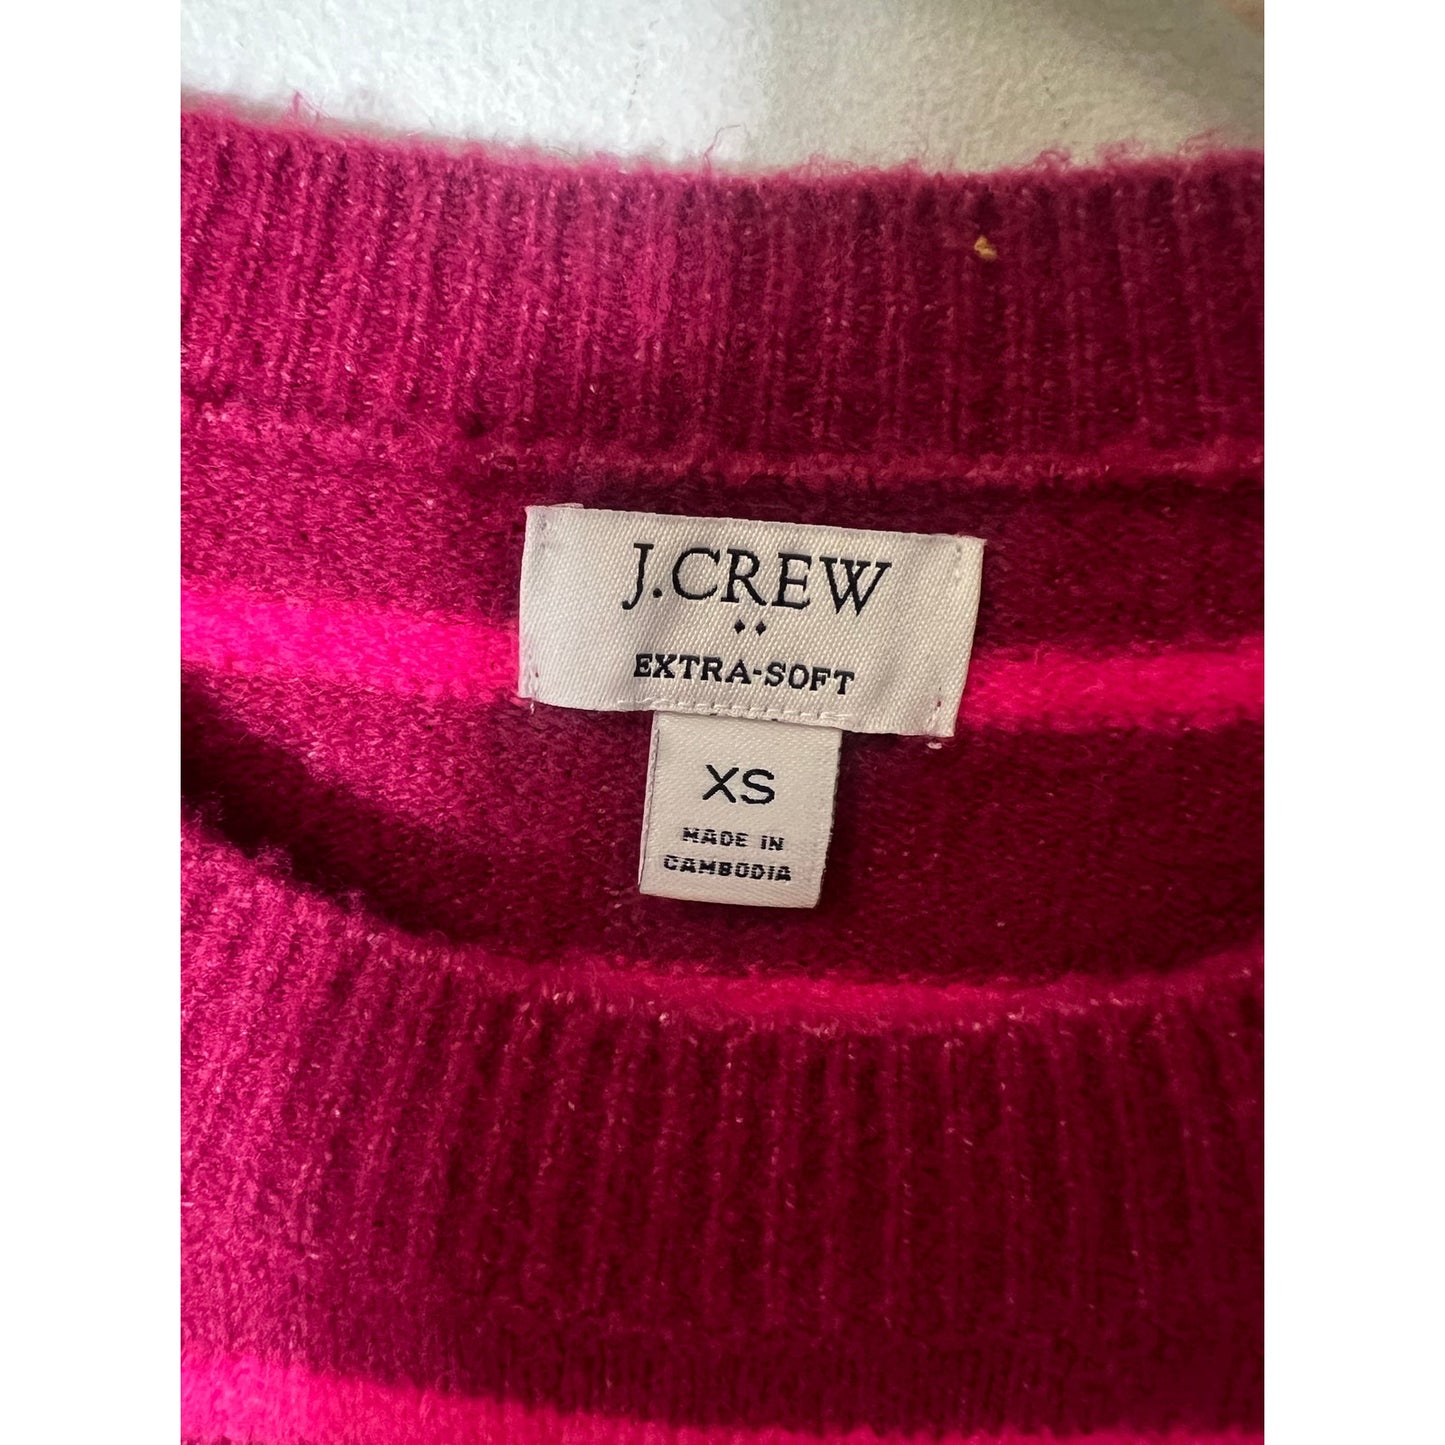 J.CREW
EXTRA-SOFT
XS
MADE IN
CAMBODIA